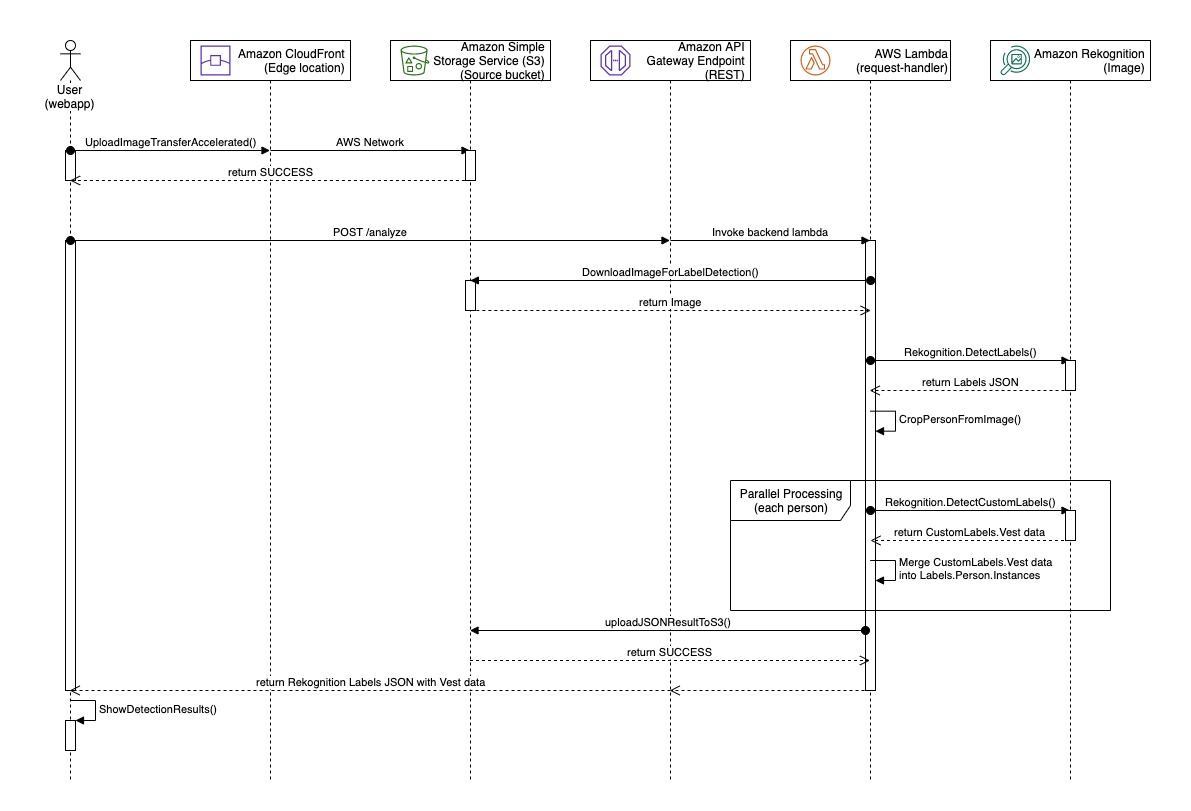 User
(webapp)
Amazon CloudFront
(Edge location)
Amazon Simple
Storage Service (S3)
(Source bucket)
Amazon API
Gateway Endpoint
(REST)
AWS Lambda
(request-handler)
Amazon Rekognition
(Image)
UploadImageTransferAccelerated()
AWS Network
return SUCCESS
POST /analyze
Invoke backend lambda
DownloadImageForLabelDetection()
return Image
Rekognition.DetectLabels()
return Labels JSON
CropPersonFromImage()
Parallel Processing
(each person)
Rekognition.DetectCustomLabels()
return CustomLabels.Vest data
Merge CustomLabels.Vest data
into Labels.Person.Instances
uploadJSONResultToS3()
return SUCCESS
return Rekognition Labels JSON with Vest data
ShowDetectionResults()